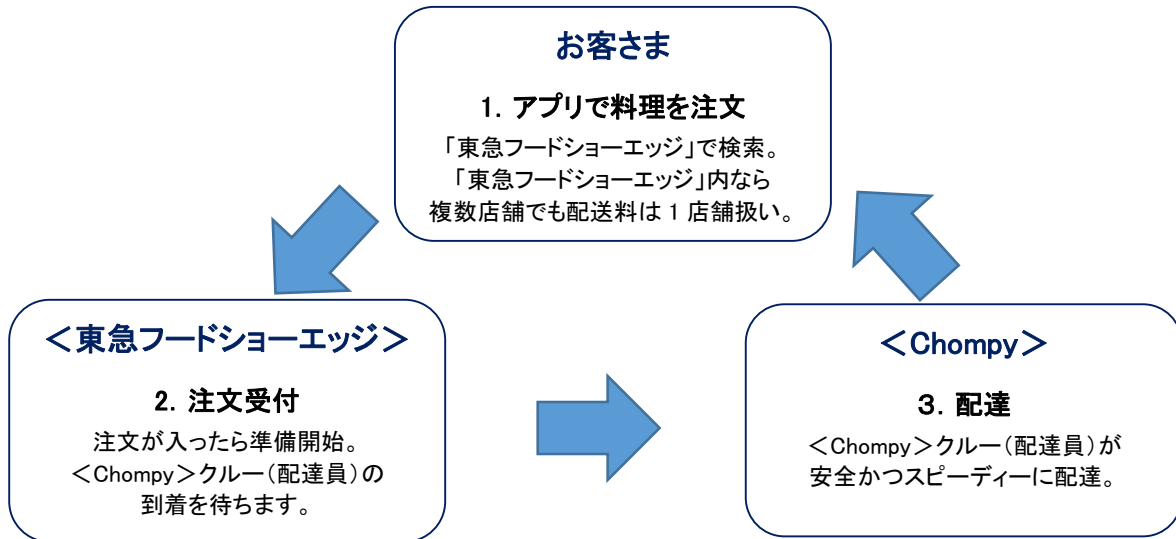 お客さま
1．アプリで料理を注文
「東急フードショーエッジ」で検索。
「東急フードショーエッジ」内なら
複数店舗でも配送料は 1 店舗扱い。
＜東急フードショーエッジ＞
2．注文受付
注文が入ったら準備開始。
＜Chompy＞クルー（配達員）の
到着を待ちます。
＜Chompy＞
３．配達
＜Chompy＞クルー（配達員）が
安全かつスピーディーに配達。